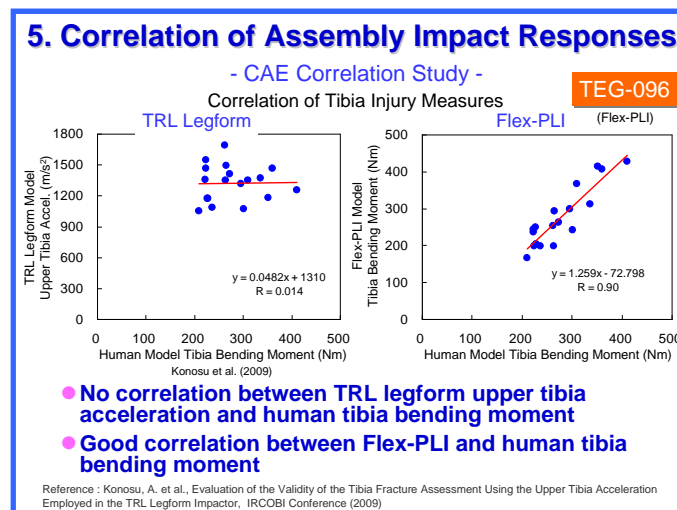 5. Correlation of Assembly Impact Responses
- CAE Correlation Study -
TEG-096
Correlation of Tibia Injury Measures
(Flex-PLI)
TRL Legform
Flex-PLI
TRL Legform Model
Upper Tibia Accel. (m/s²)
1800
1500
1200
900
600
300
0
y = 0.0482x + 1310
R = 0.014
0 100 200 300 400 500
Human Model Tibia Bending Moment (Nm)
Konosu et al. (2009)
Flex-PLI Model
Tibia Bending Moment (Nm)
500
400
300
200
100
0
y = 1.259x - 72.798
R = 0.90
0 100 200 300 400 500
Human Model Tibia Bending Moment (Nm)
No correlation between TRL legform upper tibia
acceleration and human tibia bending moment
Good correlation between Flex-PLI and human tibia
bending moment
Reference : Konosu, A. et al., Evaluation of the Validity of the Tibia Fracture Assessment Using the Upper Tibia Acceleration
Employed in the TRL Legform Impactor, IRCOBI Conference (2009)